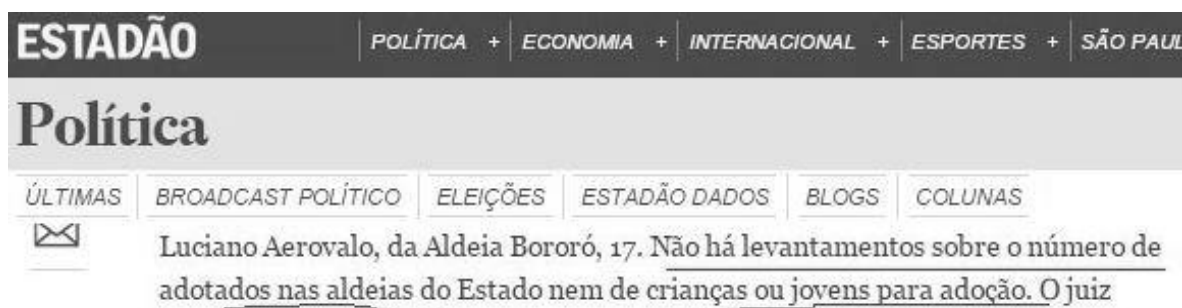 ESTADÃO POLÍTICA + ECONOMIA + INTERNACIONAL + ESPORTES + SÃO PAUL
Política
ÚLTIMAS BROADCAST POLÍTICO ELEIÇÕES ESTADÃO DADOS BLOGS COLUNAS
Luciano Aerovalo, da Aldeia Bororó, 17. Não há levantamentos sobre o número de
adotados nas aldeias do Estado nem de crianças ou jovens para adoção. O juiz